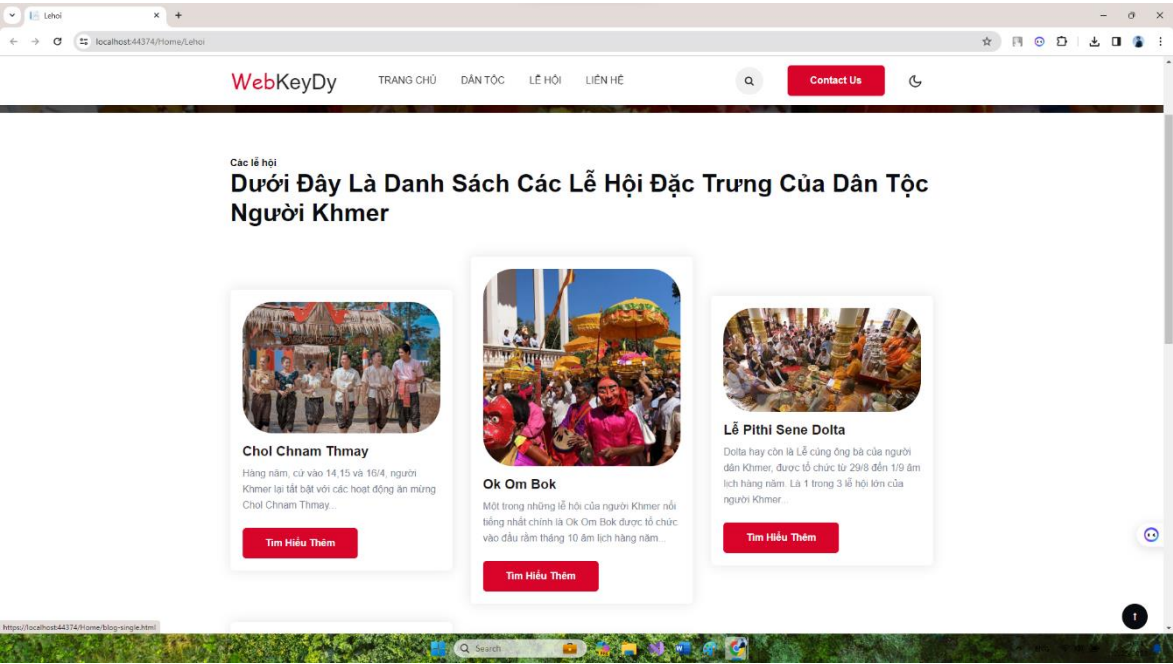 Lehoi
localhost:44374/Home/Lehoi
WebKeyDy
TRANG CHỦ
DÂN TỘC
LỄ HỘI
LIÊN HỆ
Contact Us
Các lễ hội
Dưới Đây Là Danh Sách Các Lễ Hội Đặc Trưng Của Dân Tộc
Người Khmer
Chol Chnam Thmay
Hàng năm, cứ vào 14,15 và 16/4, người
Khmer lại tất bật với các hoạt động ăn mừng
Chol Chnam Thmay...
Tìm Hiểu Thêm
Ok Om Bok
Một trong những lễ hội của người Khmer nổi
tiếng nhất chính là Ok Om Bok được tổ chức
vào đầu rằm tháng 10 âm lịch hàng năm...
Tìm Hiểu Thêm
Lễ Pithi Sene Dolta
Dolta hay còn là Lễ cúng ông bà của người
dân Khmer, được tổ chức từ 29/8 đến 1/9 âm
lịch hàng năm. Là 1 trong 3 lễ hội lớn của
người Khmer...
Tìm Hiểu Thêm
https://localhost:44374/Home/blog-single.html
Search